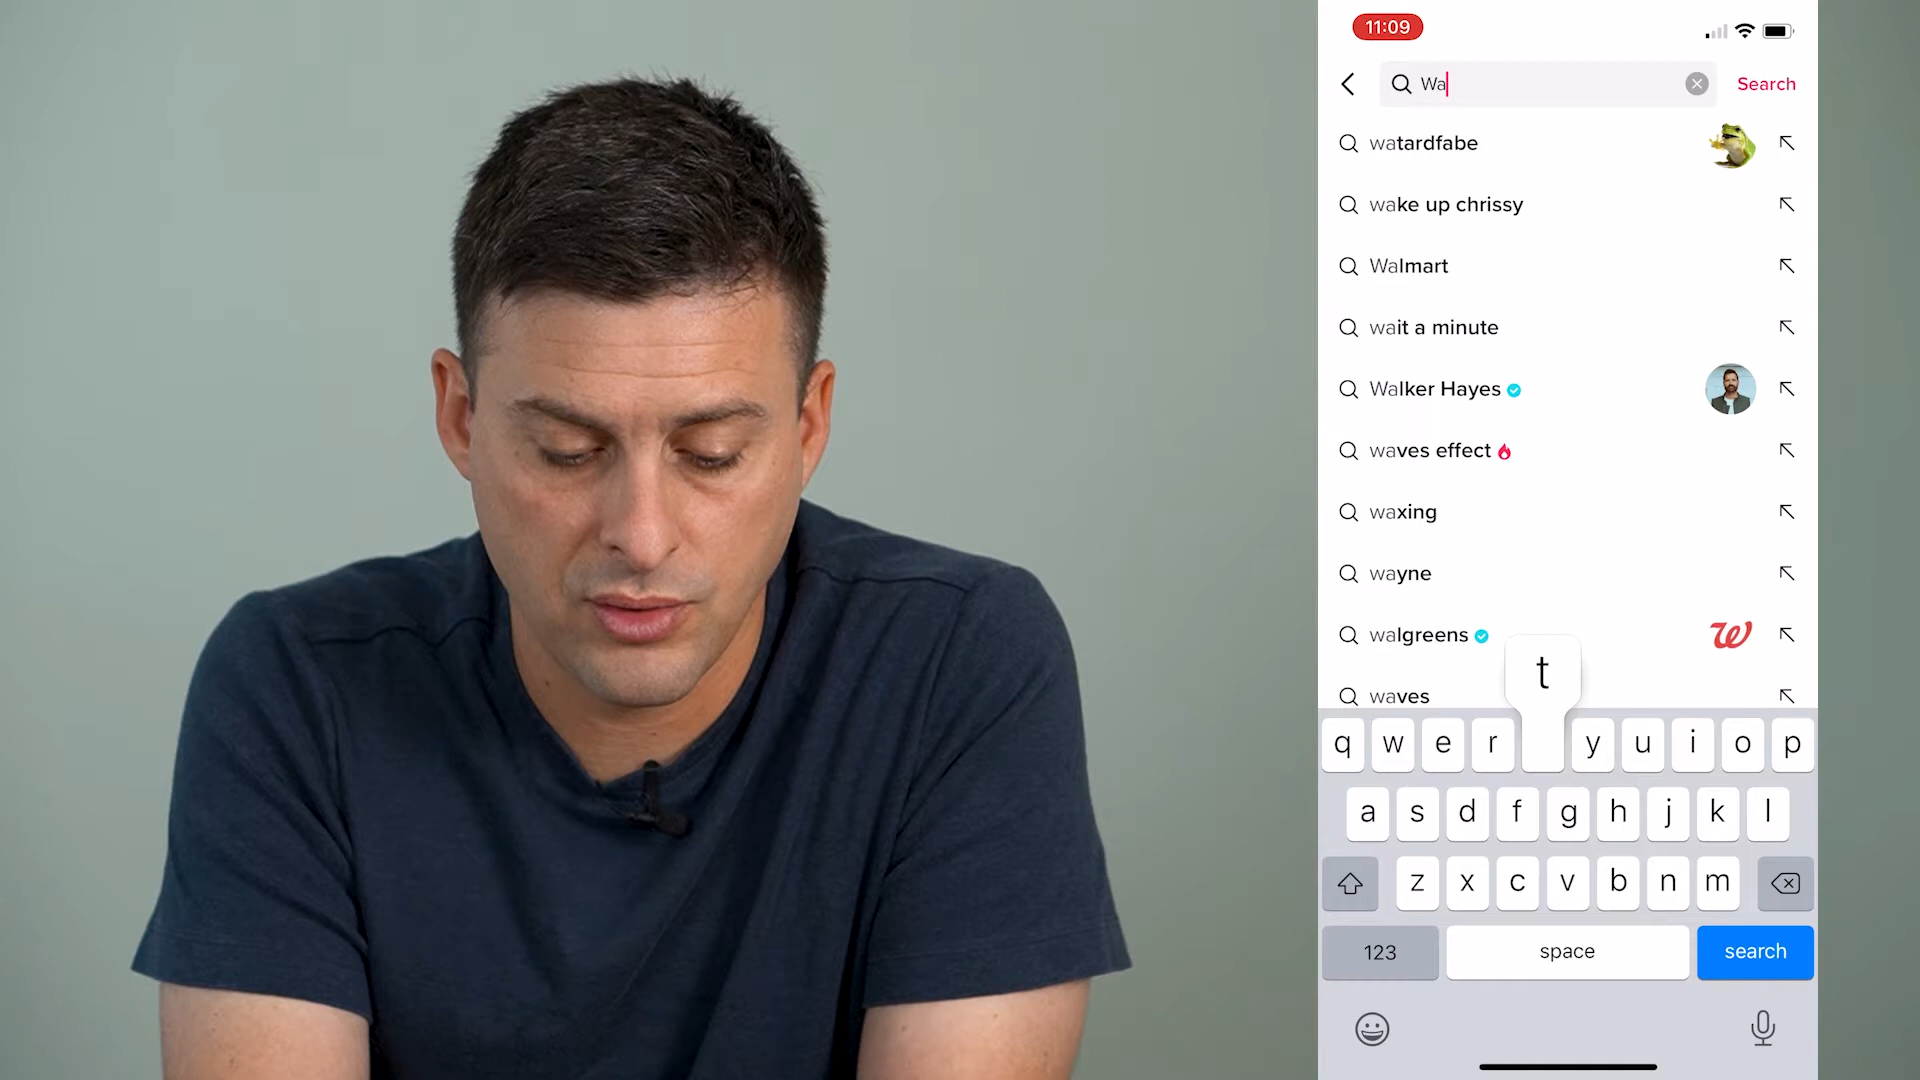 11:09
Wa
Search
watardfabe
wake up chrissy
Walmart
wait a minute
Walker Hayes
waves effect
waxing
wayne
walgreens
W
waves
t
q w e r y u i o p
a s d f g h j k l
z x c v b n m
123 space search